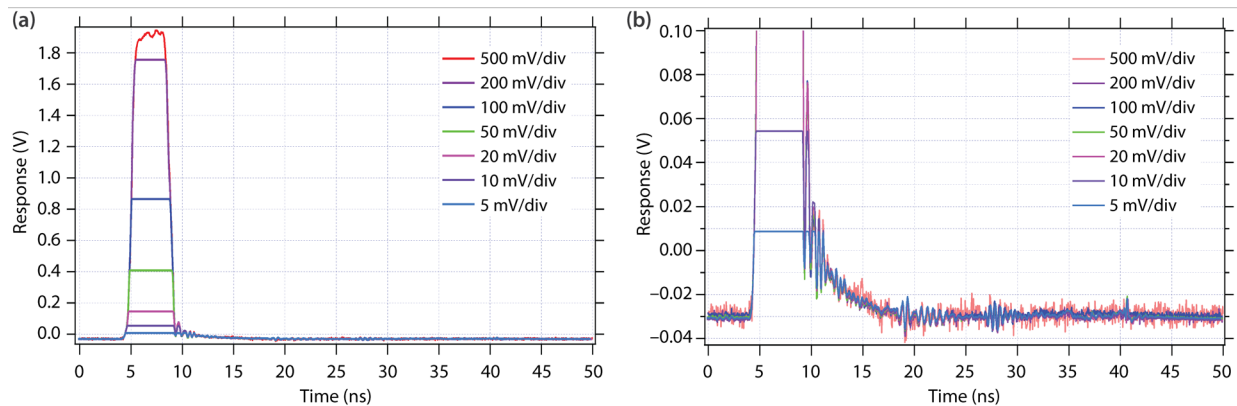 (a)
1.8
1.6
1.4
1.2
1.0
0.8
0.6
0.4
0.2
0.0
Response (V)
500 mV/div
200 mV/div
100 mV/div
50 mV/div
20 mV/div
10 mV/div
5 mV/div
0 5 10 15 20 25 30 35 40 45 50
Time (ns)
(b)
0.10
0.08
0.06
0.04
0.02
0.00
−0.02
−0.04
Response (V)
500 mV/div
200 mV/div
100 mV/div
50 mV/div
20 mV/div
10 mV/div
5 mV/div
0 5 10 15 20 25 30 35 40 45 50
Time (ns)